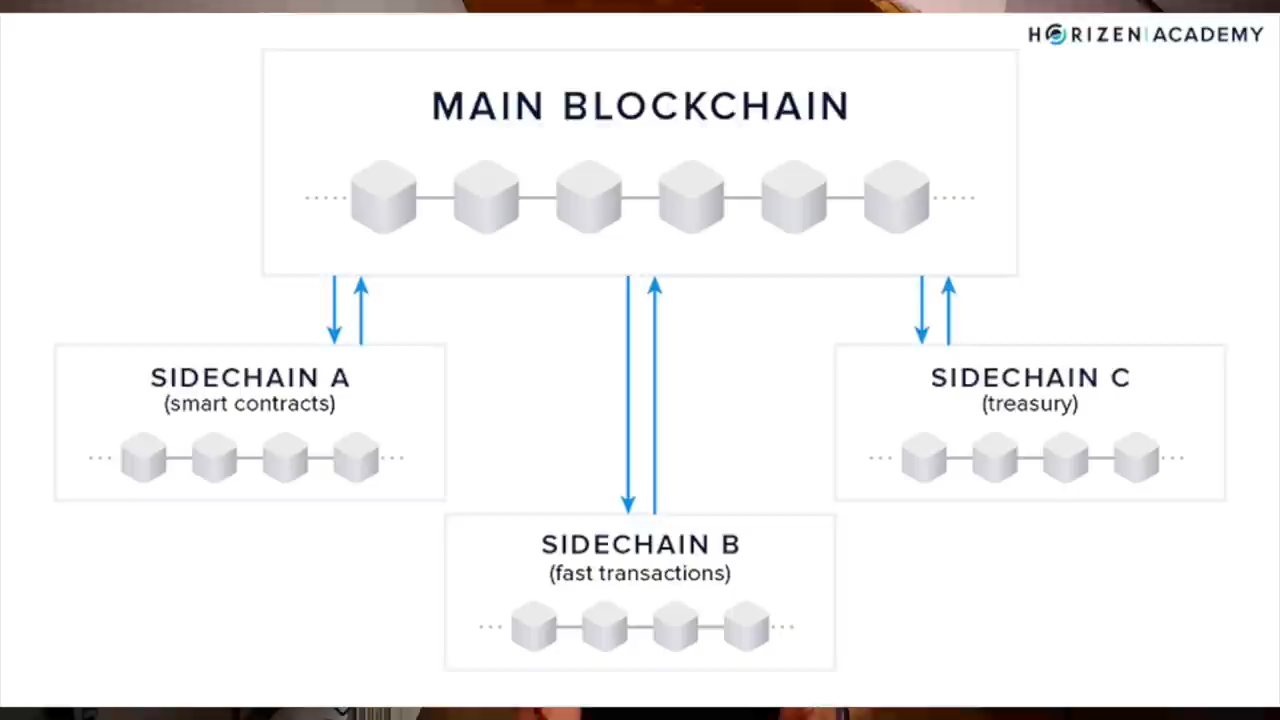 HORIZEN|ACADEMY
MAIN BLOCKCHAIN
SIDECHAIN A
(smart contracts)
SIDECHAIN C
(treasury)
SIDECHAIN B
(fast transactions)